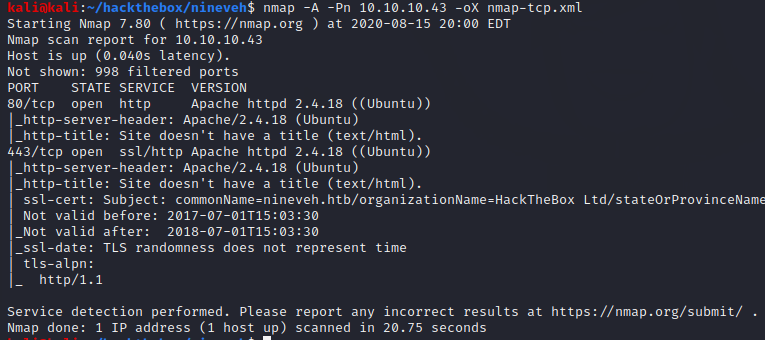 kali@kali:~/hackthebox/nineveh$ nmap -A -Pn 10.10.10.43 -oX nmap-tcp.xml
Starting Nmap 7.80 ( https://nmap.org ) at 2020-08-15 20:00 EDT
Nmap scan report for 10.10.10.43
Host is up (0.040s latency).
Not shown: 998 filtered ports
PORT    STATE SERVICE  VERSION
80/tcp  open  http     Apache httpd 2.4.18 ((Ubuntu))
|_http-server-header: Apache/2.4.18 (Ubuntu)
|_http-title: Site doesn't have a title (text/html).
443/tcp open  ssl/http Apache httpd 2.4.18 ((Ubuntu))
|_http-server-header: Apache/2.4.18 (Ubuntu)
|_http-title: Site doesn't have a title (text/html).
| ssl-cert: Subject: commonName=nineveh.htb/organizationName=HackTheBox Ltd/stateOrProvinceName
| Not valid before: 2017-07-01T15:03:30
|_Not valid after:  2018-07-01T15:03:30
|_ssl-date: TLS randomness does not represent time
| tls-alpn:
|_  http/1.1
Service detection performed. Please report any incorrect results at https://nmap.org/submit/ .
Nmap done: 1 IP address (1 host up) scanned in 20.75 seconds